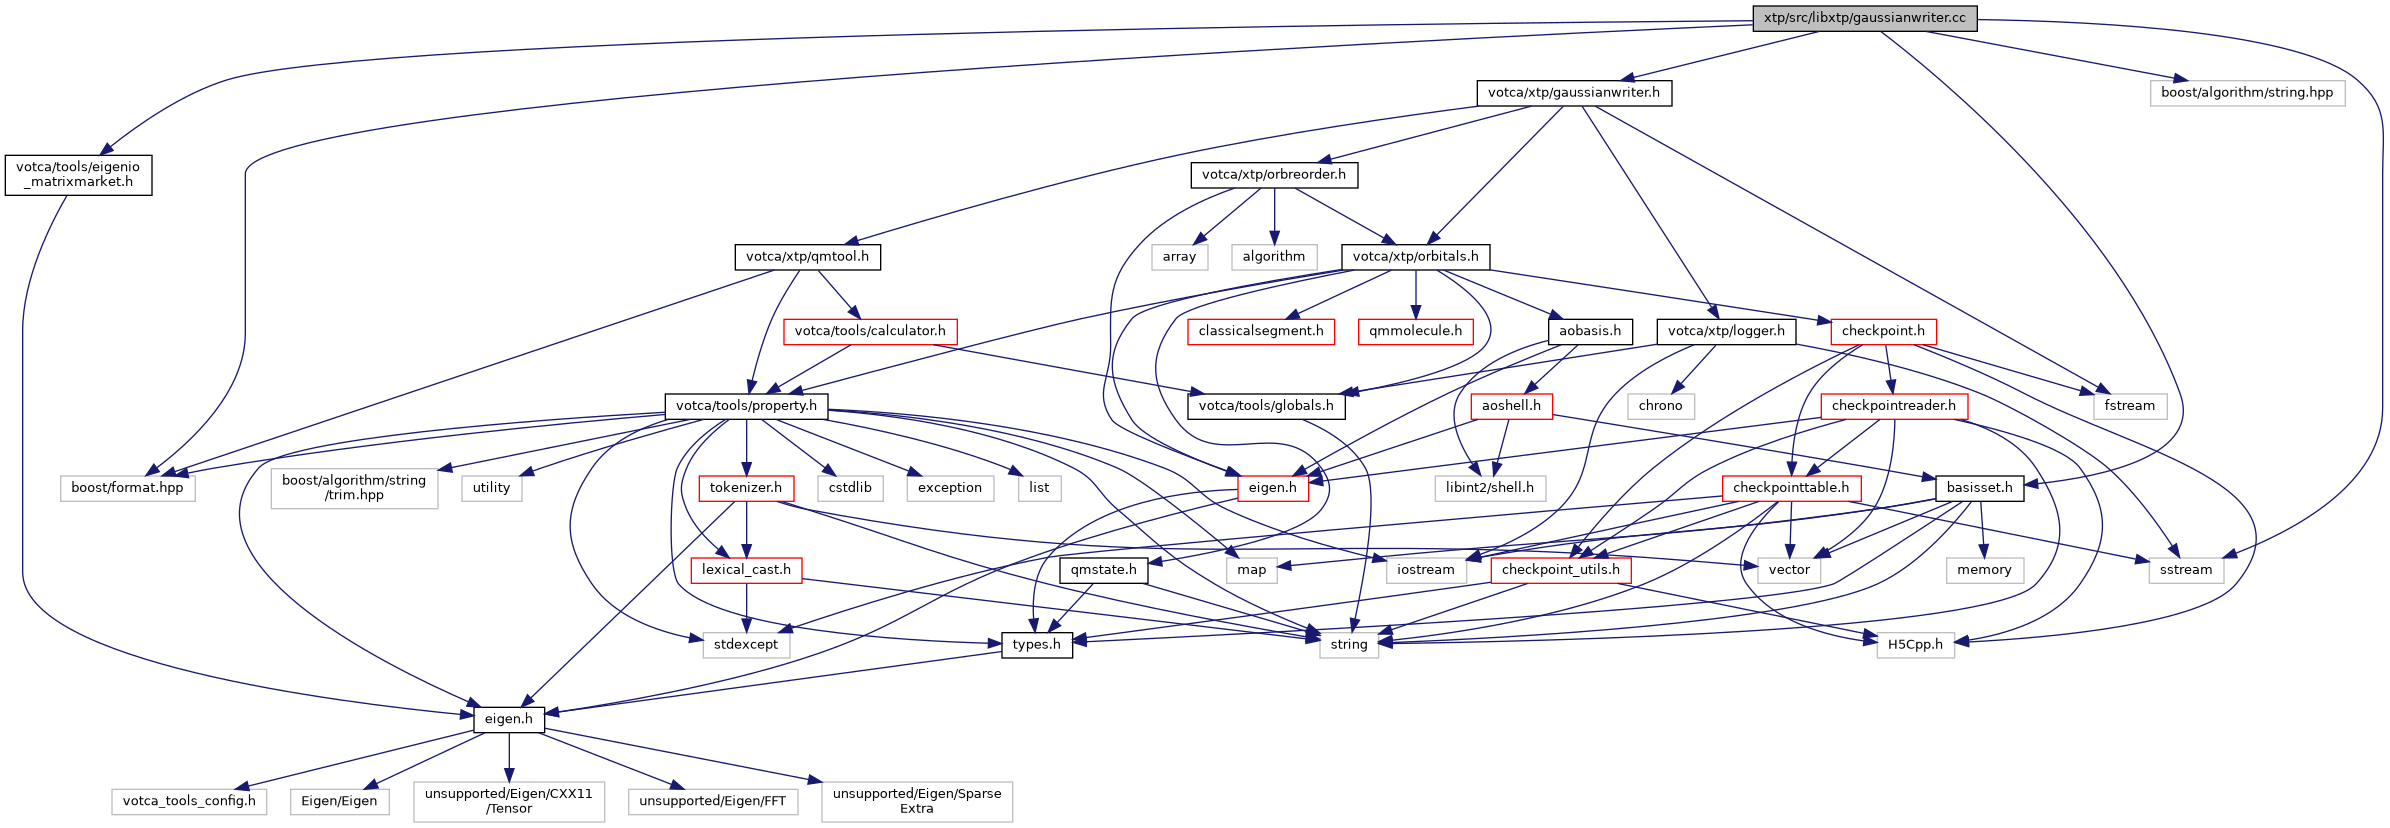 xtp/src/libxtp/gaussianwriter.cc
votca/xtp/gaussianwriter.h
boost/algorithm/string.hpp
votca/tools/eigenio
_matrixmarket.h
votca/xtp/orbreorder.h
votca/xtp/qmtool.h
array
algorithm
votca/xtp/orbitals.h
votca/tools/calculator.h
classicalsegment.h
qmmolecule.h
aobasis.h
votca/xtp/logger.h
checkpoint.h
votca/tools/property.h
votca/tools/globals.h
aoshell.h
chrono
checkpointreader.h
fstream
boost/format.hpp
boost/algorithm/string
/trim.hpp
utility
tokenizer.h
cstdlib
exception
list
eigen.h
libint2/shell.h
checkpointtable.h
basisset.h
lexical_cast.h
qmstate.h
map
iostream
checkpoint_utils.h
vector
memory
sstream
stdexcept
types.h
string
H5Cpp.h
eigen.h
votca_tools_config.h
Eigen/Eigen
unsupported/Eigen/CXX11
/Tensor
unsupported/Eigen/FFT
unsupported/Eigen/Sparse
Extra